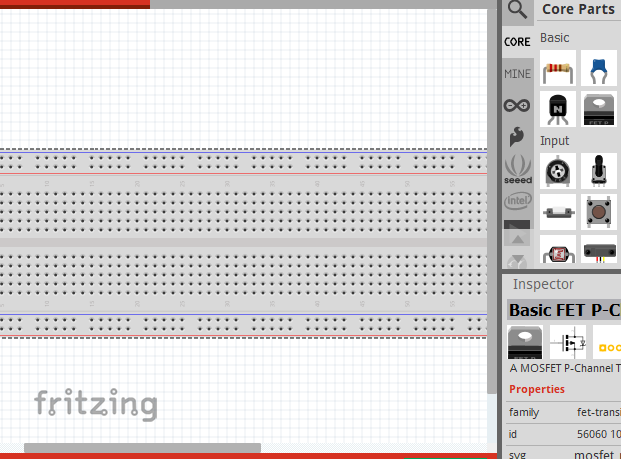 Core Parts
CORE
Basic
MINE
N
Input
seeed
intel
Inspector
Basic FET P-C
A MOSFET P-Channel T
Properties
family fet-transi
id 56060 10
svg mosfet
fritzing